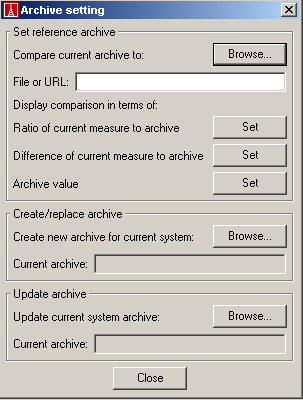 Archive setting
Set reference archive
Compare current archive to: Browse...
File or URL:
Display comparison in terms of:
Ratio of current measure to archive Set
Difference of current measure to archive Set
Archive value Set
Create/replace archive
Create new archive for current system: Browse...
Current archive:
Update archive
Update current system archive: Browse...
Current archive:
Close